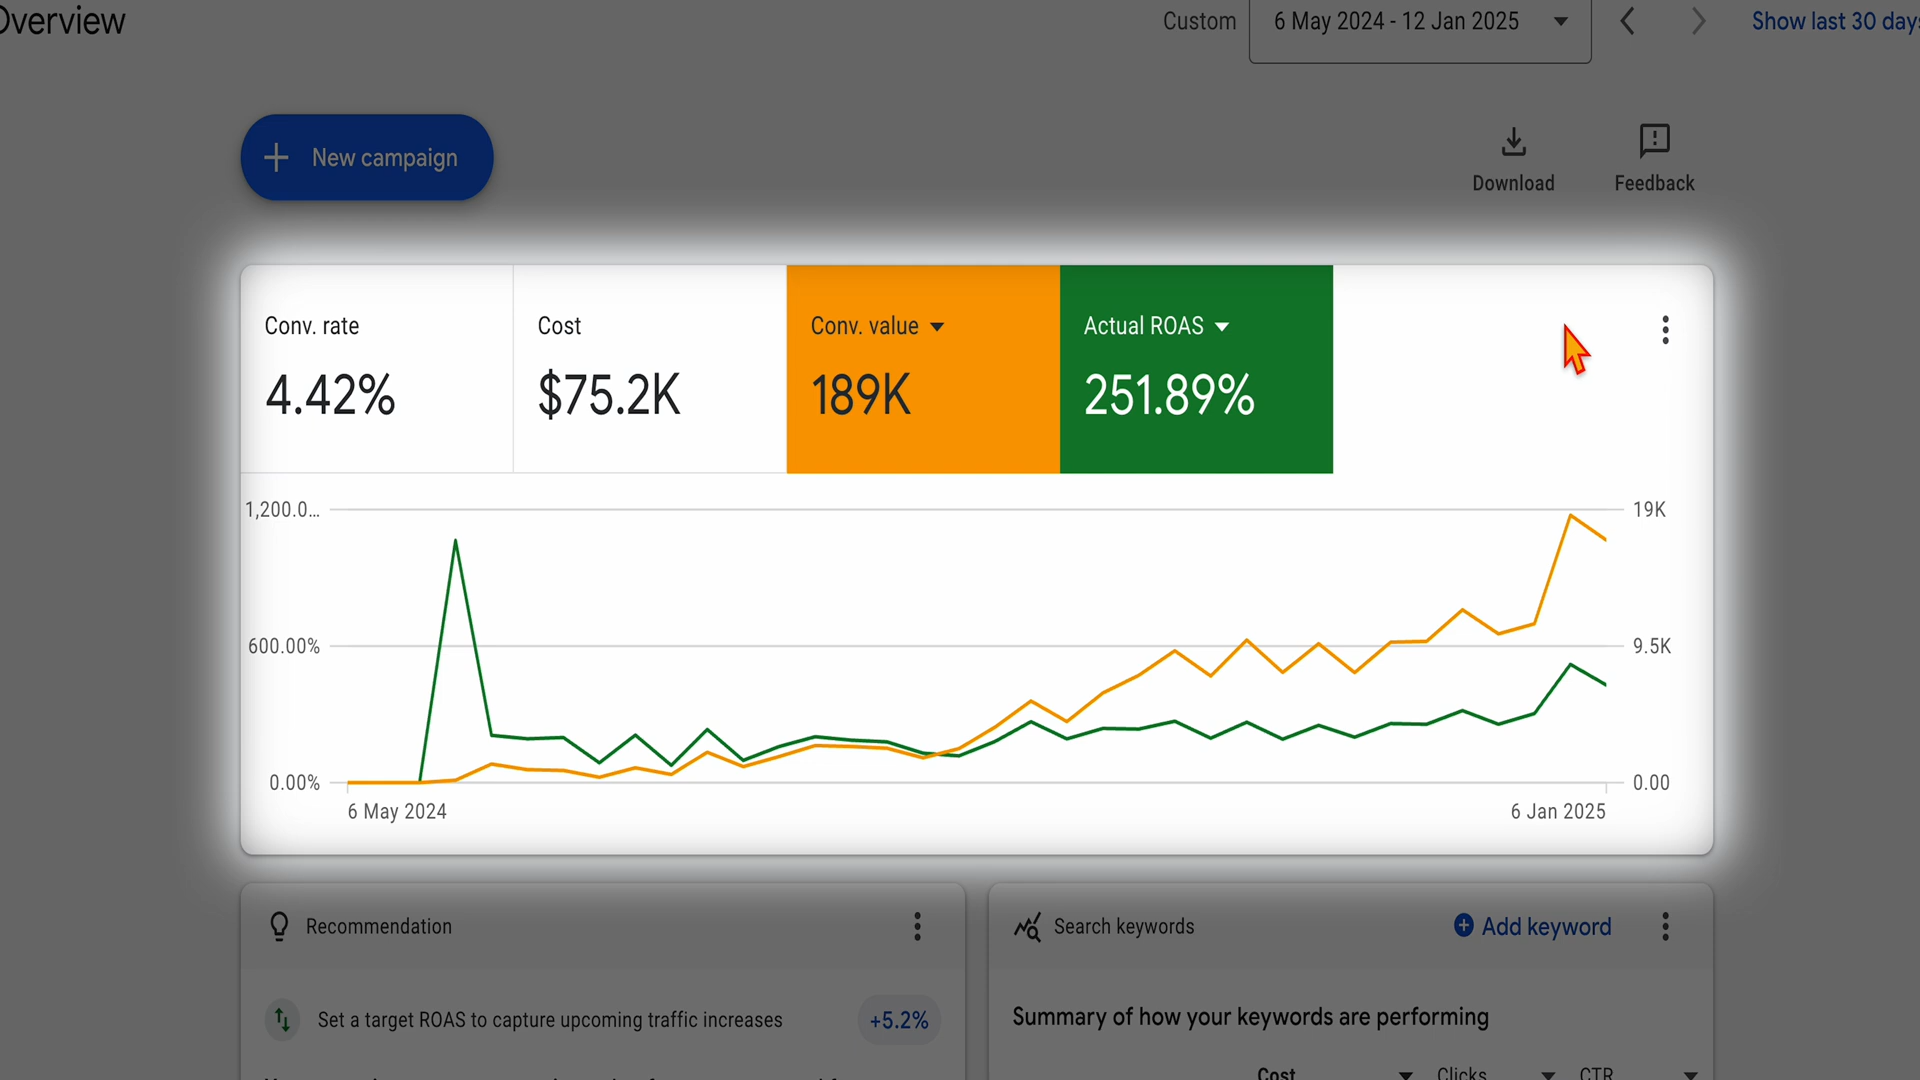 Overview
Custom
6 May 2024 - 12 Jan 2025
Show last 30 days
New campaign
Download
Feedback
Conv. rate
4.42%
Cost
$75.2K
Conv. value
189K
Actual ROAS
251.89%
1,200.0...
19K
600.00%
9.5K
0.00%
0.00
6 May 2024
6 Jan 2025
Recommendation
Set a target ROAS to capture upcoming traffic increases
+5.2%
Search keywords
Add keyword
Summary of how your keywords are performing
Cost
Clicks
CTR